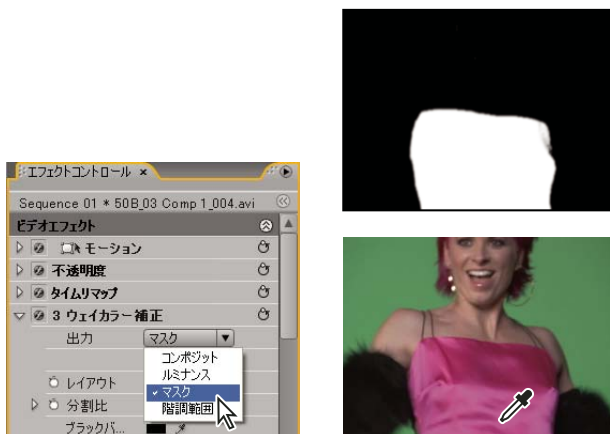 エフェクトコントロール ×
Sequence 01 * 50B_03 Comp 1_004.avi
ビデオエフェクト
モーション
不透明度
タイムリマップ
3 ウェイカラー補正
出力 マスク
コンポジット
ルミナンス
レイアウト
✓ マスク
分割比
階調範囲
ブラックバ...